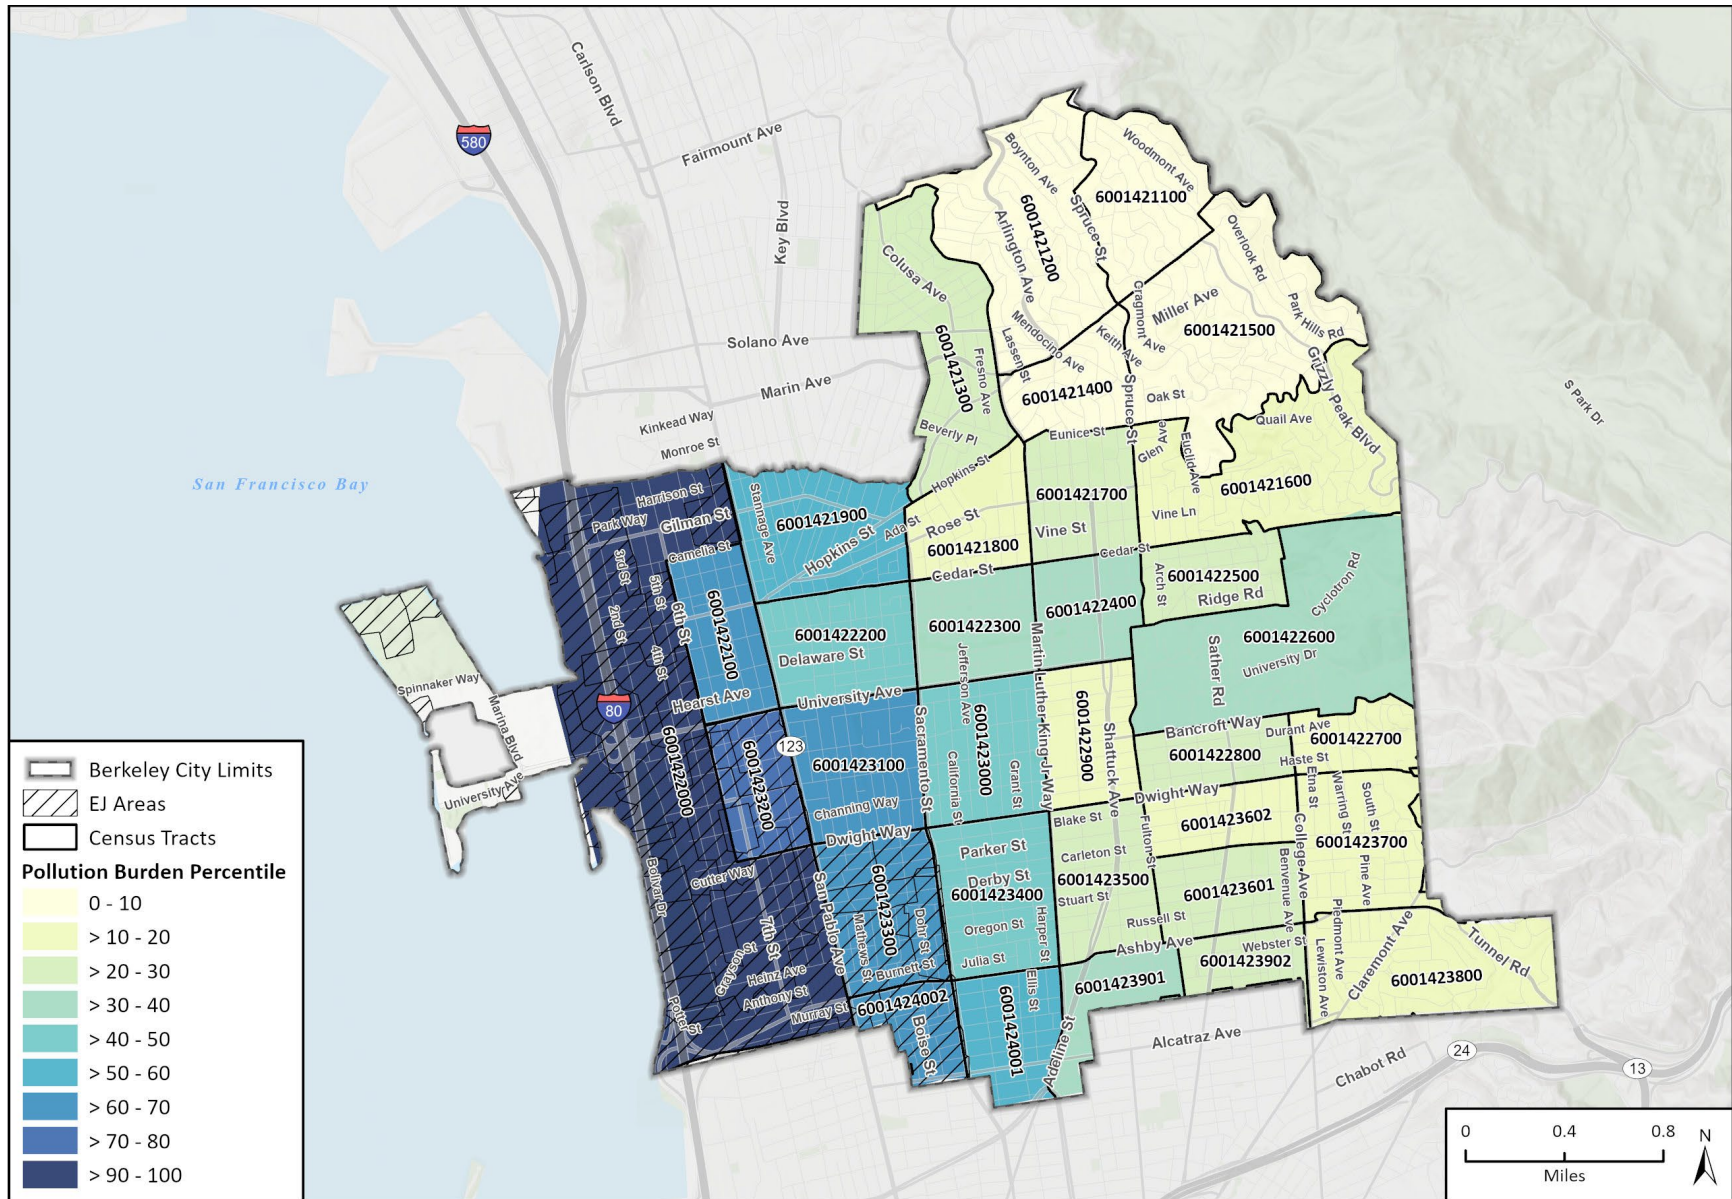 580
Carlson Blvd
Fairmount Ave
Key Blvd
Solano Ave
Marin Ave
Kinkead Way
Monroe St
San Francisco Bay
Boynton Ave
Woodmont Ave
6001421100
6001421200
Spruce St
Arlington Ave
Overlook Rd
Colusa Ave
Cragmont Ave
Miller Ave
Park Hills Rd
6001421500
Mendocino Ave
Keith Ave
Lassen St
6001421300
Fresno Ave
Grizzly Peak Blvd
6001421400
Spruce St
Oak St
S Park Dr
Beverly Pl
Eunice St
Glen Ave
Euclid Ave
Quail Ave
Hopkins St
6001421600
6001421700
Harrison St
Stannage Ave
Park Way
Gilman St
6001421900
Ada St
Rose St
Vine St
Vine Ln
Hopkins St
6001421800
Camelia St
3rd St
5th St
Cedar St
Cedar St
Arch St
6001422500
Ridge Rd
Cyclotron Rd
2nd St
6th St
6001422100
6001422200
6001422300
6001422400
6001422600
Delaware St
Jefferson Ave
Martin Luther King Jr Way
Sather Rd
University Dr
4th St
Spinnaker Way
Marina Blvd
Hearst Ave
University Ave
80
6001422000
6001423200
123
6001423100
Sacramento St
6001423000
California St
Grant St
6001422900
Shattuck Ave
Bancroft Way
Durant Ave
6001422700
6001422800
Haste St
Etna St
University Ave
Channing Way
Dwight Way
Dwight Way
Blake St
Fulton St
6001423602
Warring St
South St
College Ave
6001423700
Bolivar Dr
Cutter Way
San Pablo Ave
6001423300
Parker St
Derby St
6001423400
Carleton St
6001423500
Stuart St
6001423601
Benvenue Ave
Pine Ave
7th St
Mathews St
Dohr St
Oregon St
Harper St
Russell St
Piedmont Ave
Grayson St
Heinz Ave
Burnett St
Julia St
Ashby Ave
Webster St
Lewiston Ave
Claremont Ave
Tunnel Rd
Anthony St
Potter St
Murray St
6001424002
Boise St
Ellis St
6001424001
6001423901
6001423902
6001423800
Adeline St
Alcatraz Ave
Chabot Rd
24
13
Berkeley City Limits
EJ Areas
Census Tracts
Pollution Burden Percentile
0 - 10
> 10 - 20
> 20 - 30
> 30 - 40
> 40 - 50
> 50 - 60
> 60 - 70
> 70 - 80
> 90 - 100
0 0.4 0.8
Miles
N